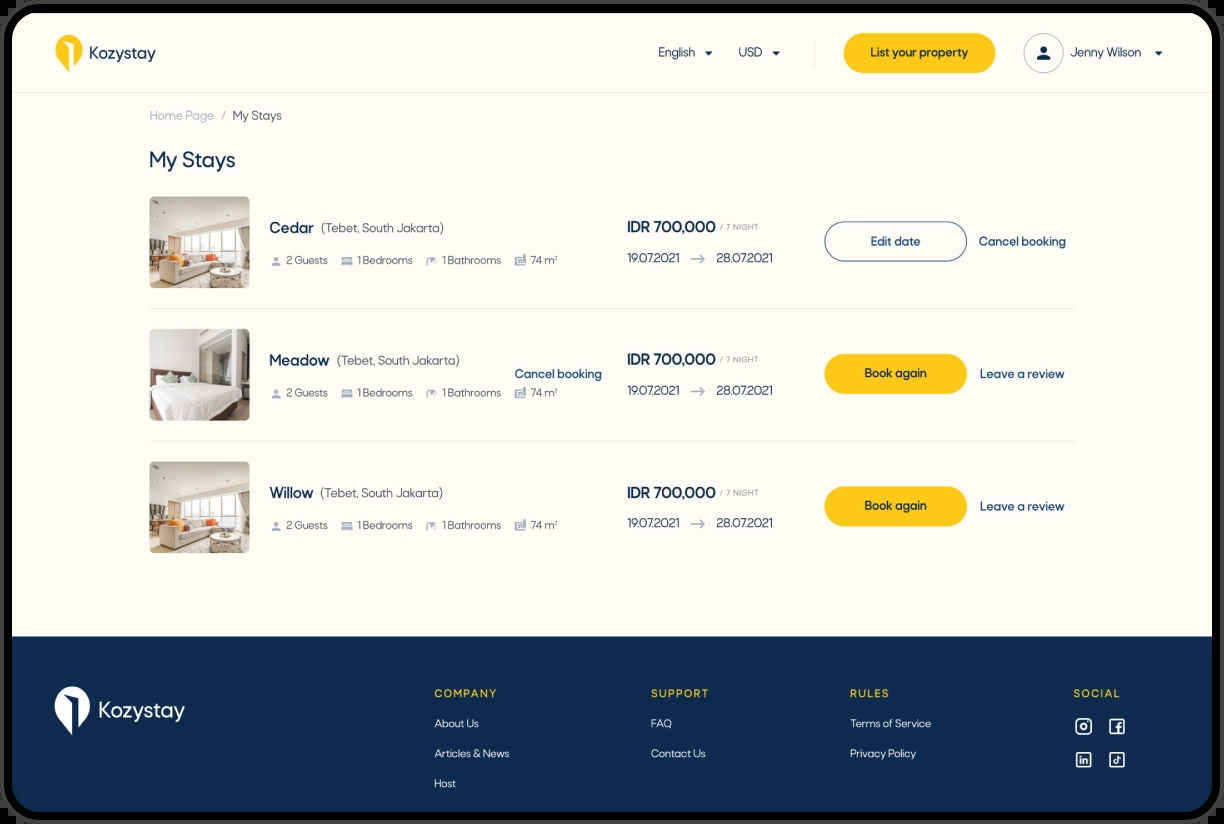 Kozystay
English
USD
List your property
Jenny Wilson
Home Page / My Stays
My Stays
Cedar (Tebet, South Jakarta)
2 Guests 1 Bedrooms 1 Bathrooms 74 m²
IDR 700,000 / 7 NIGHT
19.07.2021 → 28.07.2021
Edit date
Cancel booking
Meadow (Tebet, South Jakarta)
Cancel booking
2 Guests 1 Bedrooms 1 Bathrooms 74 m²
IDR 700,000 / 7 NIGHT
19.07.2021 → 28.07.2021
Book again
Leave a review
Willow (Tebet, South Jakarta)
2 Guests 1 Bedrooms 1 Bathrooms 74 m²
IDR 700,000 / 7 NIGHT
19.07.2021 → 28.07.2021
Book again
Leave a review
Kozystay
COMPANY
About Us
Articles & News
Host
SUPPORT
FAQ
Contact Us
RULES
Terms of Service
Privacy Policy
SOCIAL